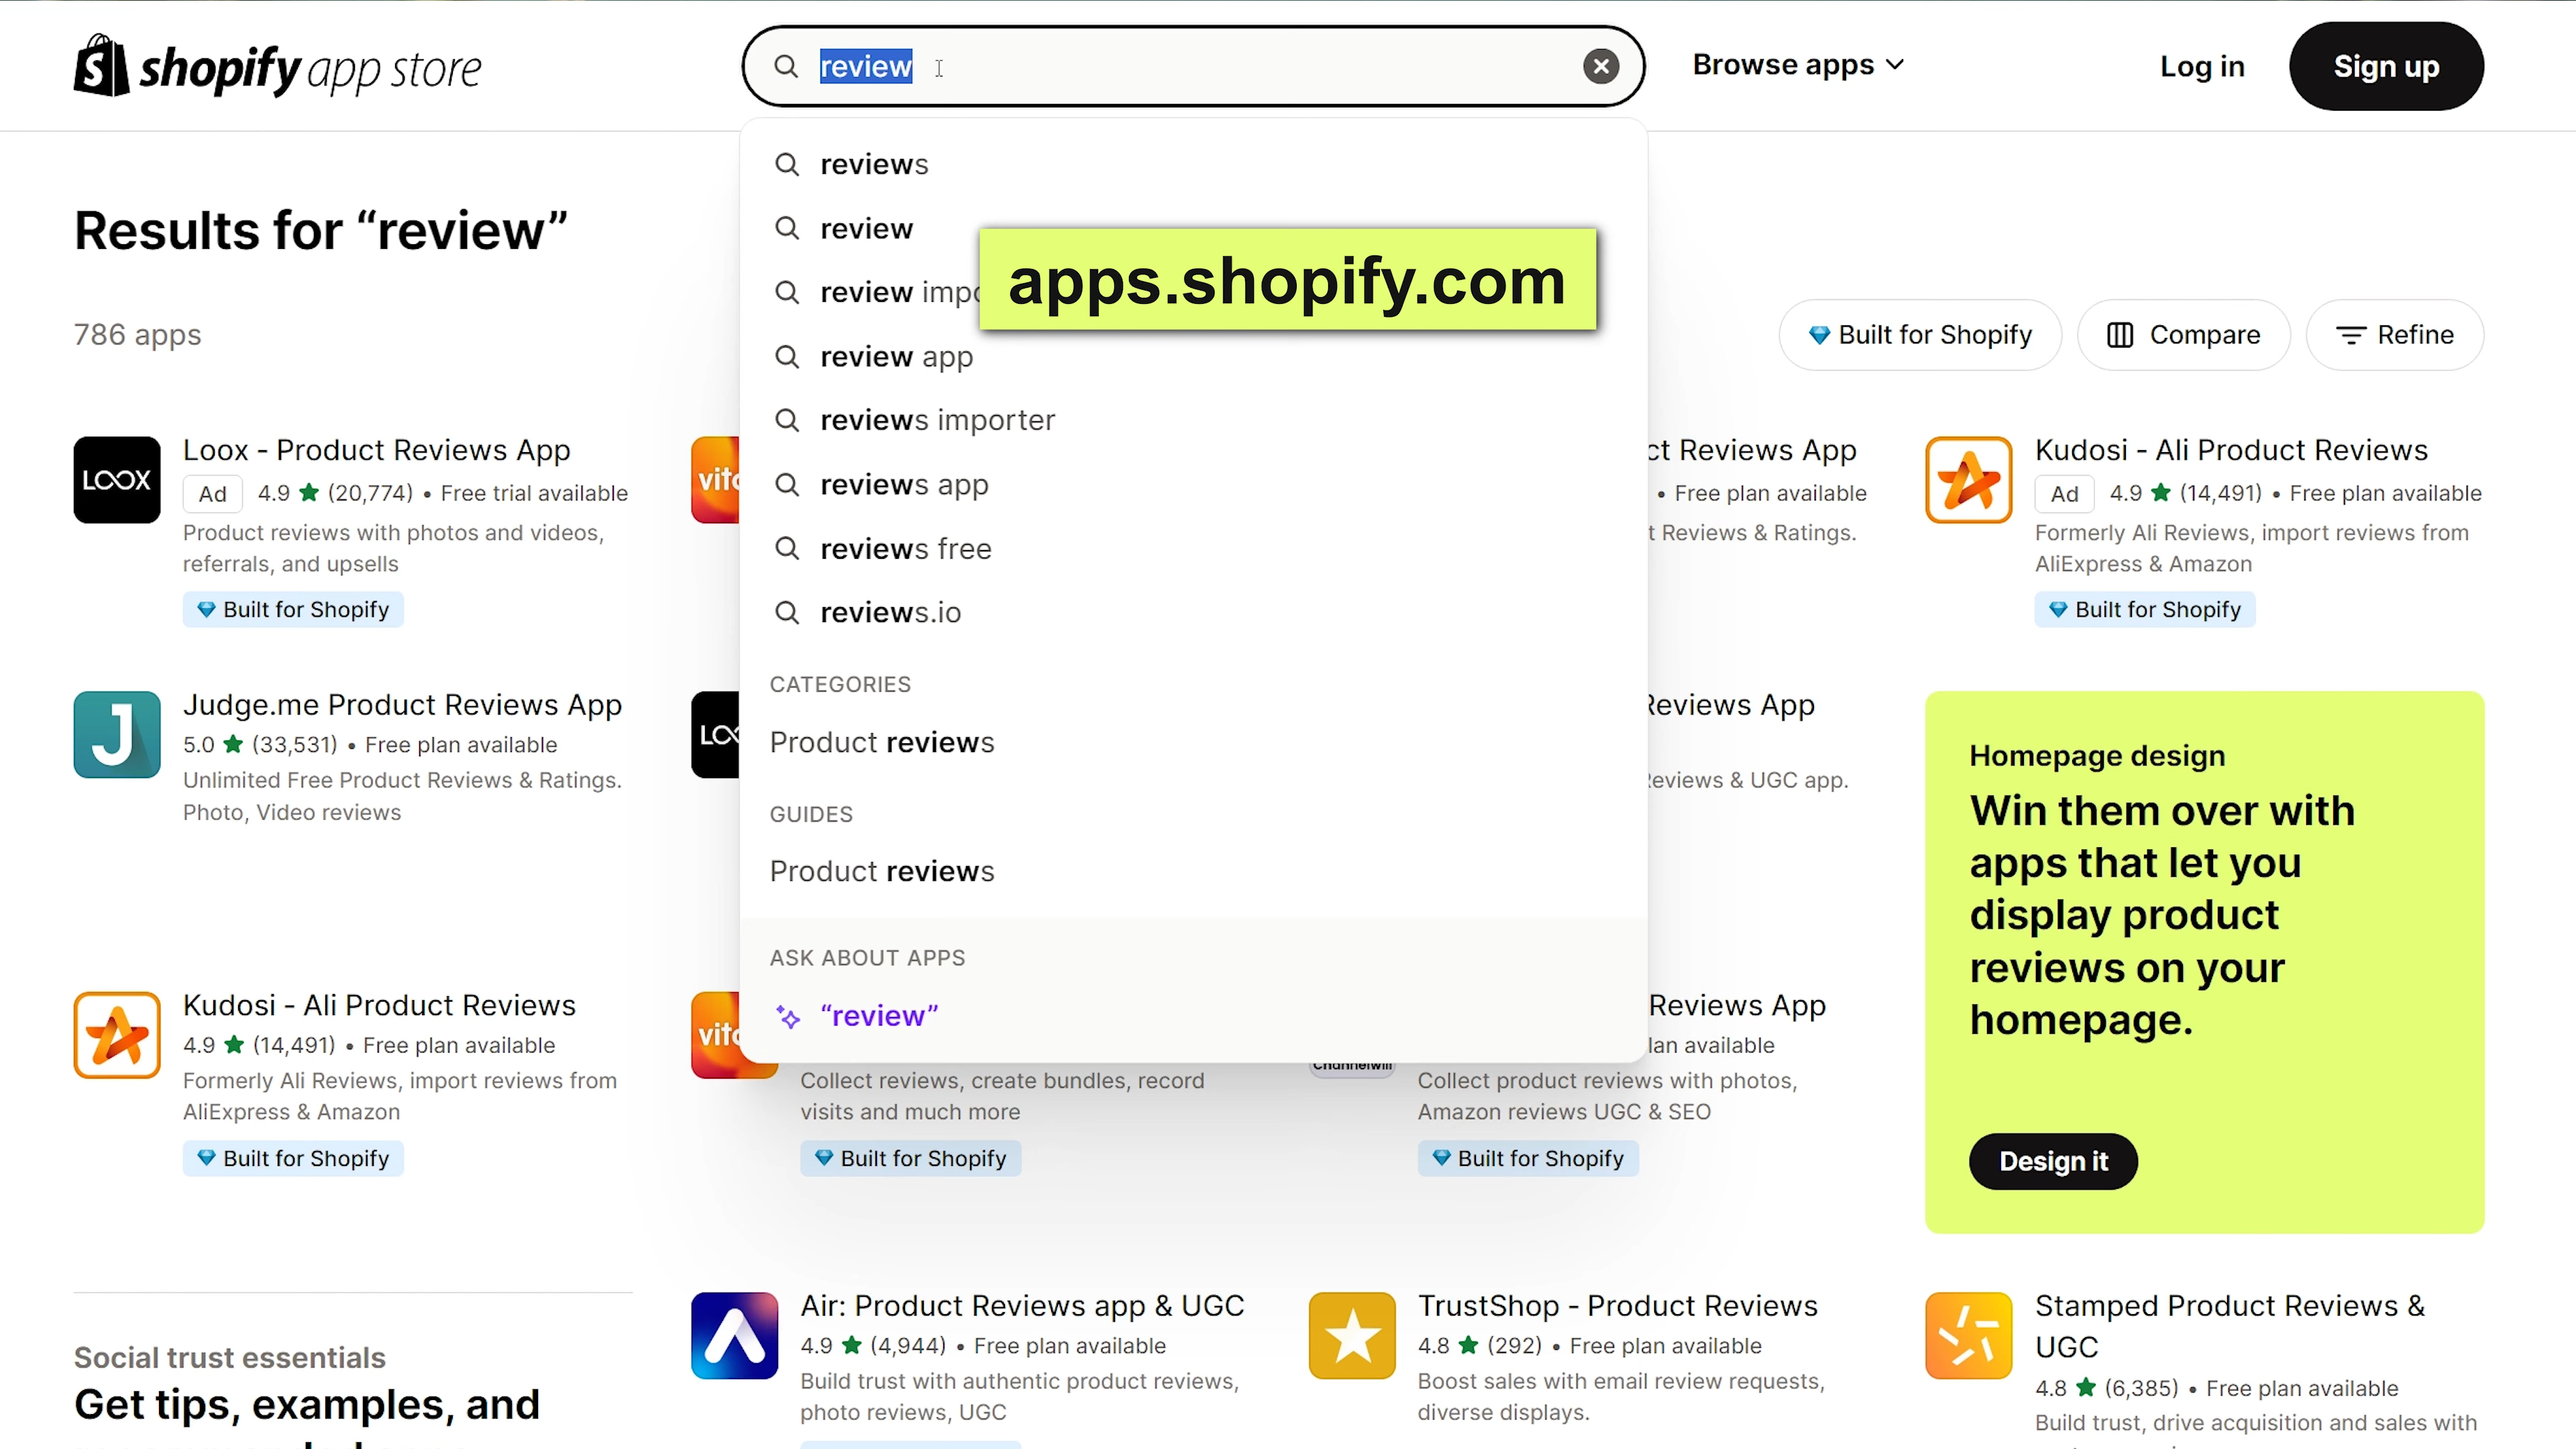 shopify app store
review
Browse apps
Log in
Sign up
reviews
review
review impo
apps.shopify.com
review app
reviews importer
reviews app
reviews free
reviews.io
CATEGORIES
Product reviews
GUIDES
Product reviews
ASK ABOUT APPS
“review”
Results for “review”
786 apps
Built for Shopify
Compare
Refine
LOOX
Loox - Product Reviews App
Ad 4.9 (20,774) • Free trial available
Product reviews with photos and videos,
referrals, and upsells
Built for Shopify
ct Reviews App
• Free plan available
t Reviews & Ratings.
Kudosi - Ali Product Reviews
Ad 4.9 (14,491) • Free plan available
Formerly Ali Reviews, import reviews from
AliExpress & Amazon
Built for Shopify
J
Judge.me Product Reviews App
5.0 (33,531) • Free plan available
Unlimited Free Product Reviews & Ratings.
Photo, Video reviews
Reviews App
Reviews & UGC app.
Homepage design
Win them over with
apps that let you
display product
reviews on your
homepage.
Design it
Kudosi - Ali Product Reviews
4.9 (14,491) • Free plan available
Formerly Ali Reviews, import reviews from
AliExpress & Amazon
Built for Shopify
Collect reviews, create bundles, record
visits and much more
Built for Shopify
Channelwill
Reviews App
lan available
Collect product reviews with photos,
Amazon reviews UGC & SEO
Built for Shopify
Social trust essentials
Get tips, examples, and
Air: Product Reviews app & UGC
4.9 (4,944) • Free plan available
Build trust with authentic product reviews,
photo reviews, UGC
TrustShop - Product Reviews
4.8 (292) • Free plan available
Boost sales with email review requests,
diverse displays.
Stamped Product Reviews &
UGC
4.8 (6,385) • Free plan available
Build trust, drive acquisition and sales with